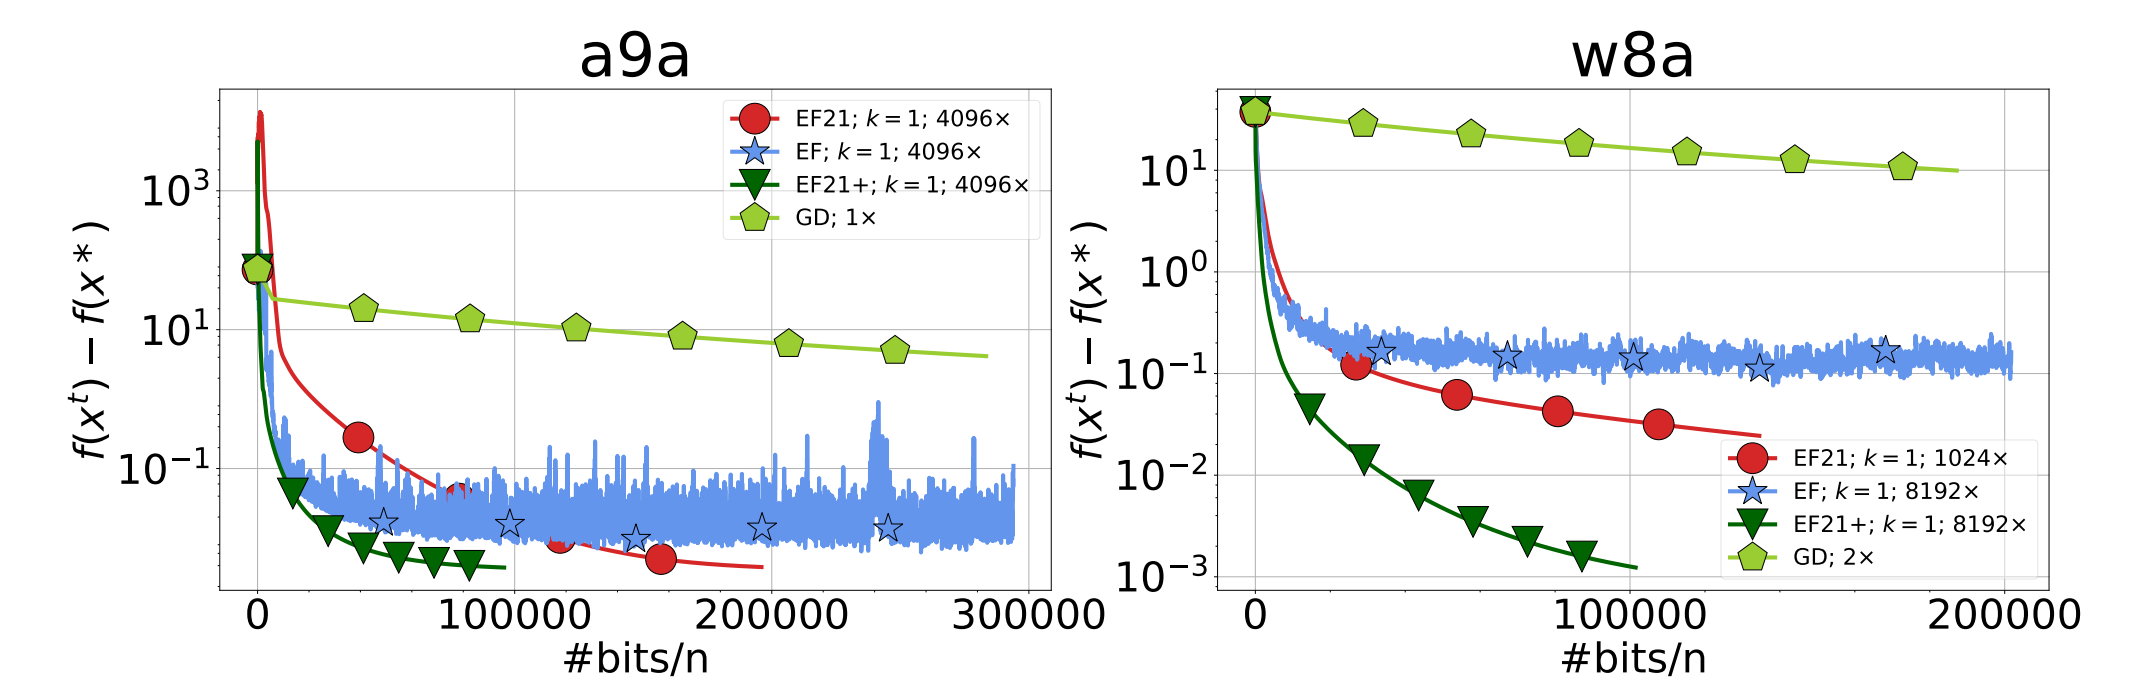 a9a
f(x^t) − f(x*)
10^3
10^1
10^−1
EF21; k = 1; 4096×
EF; k = 1; 4096×
EF21+; k = 1; 4096×
GD; 1×
0 100000 200000 300000
#bits/n
w8a
f(x^t) − f(x*)
10^1
10^0
10^−1
10^−2
10^−3
EF21; k = 1; 1024×
EF; k = 1; 8192×
EF21+; k = 1; 8192×
GD; 2×
0 100000 200000
#bits/n